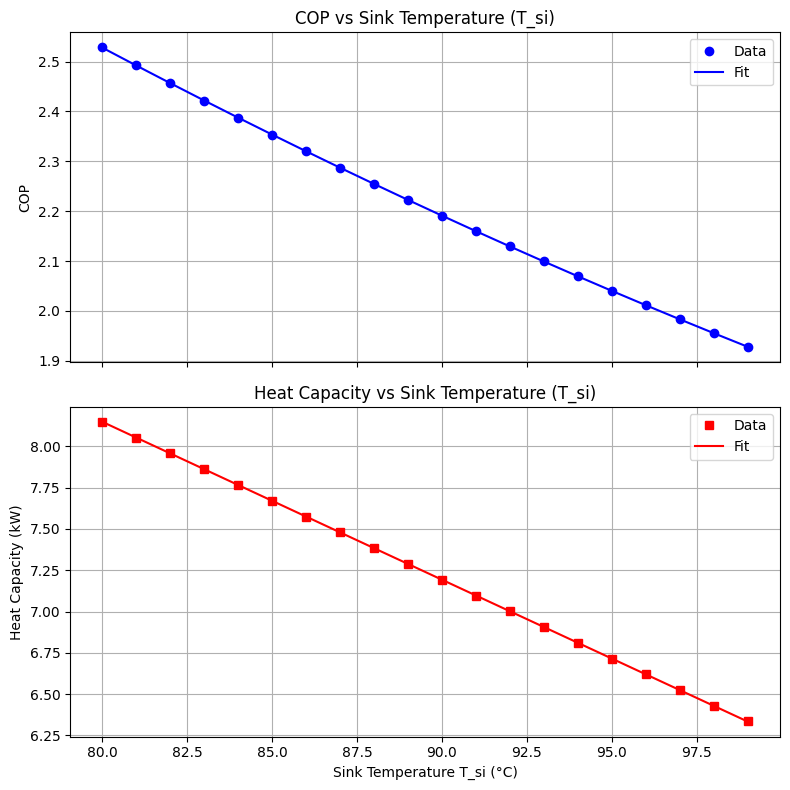 COP vs Sink Temperature (T_si)
Data
Fit
2.5
2.4
2.3
2.2
2.1
2.0
1.9
COP
Heat Capacity vs Sink Temperature (T_si)
Data
Fit
8.00
7.75
7.50
7.25
7.00
6.75
6.50
6.25
Heat Capacity (kW)
80.0 82.5 85.0 87.5 90.0 92.5 95.0 97.5
Sink Temperature T_si (°C)